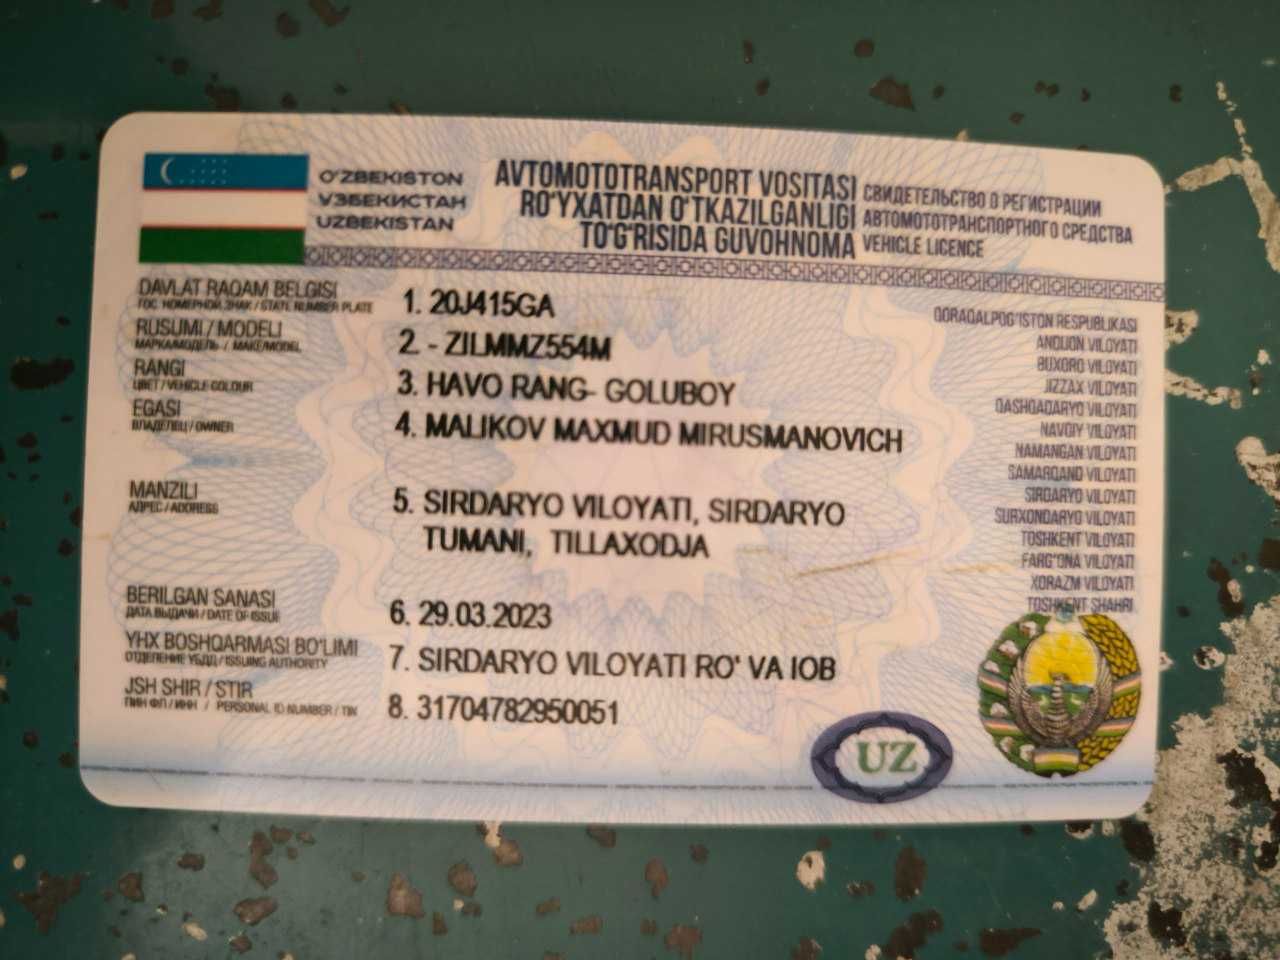 O'ZBEKISTON
УЗБЕКИСТАН
UZBEKISTAN
AVTOMOTOTRANSPORT VOSITASI
RO'YXATDAN O'TKAZILGANLIGI
TO'G'RISIDA GUVOHNOMA
СВИДЕТЕЛЬСТВО О РЕГИСТРАЦИИ
АВТОМОТОТРАНСПОРТНОГО СРЕДСТВА
VEHICLE LICENCE
DAVLAT RAQAM BELGISI
ГОС. НОМЕРНОЙ ЗНАК / STATE NUMBER PLATE
1. 20J415GA
RUSUMI / MODELI
МАРКА/МОДЕЛЬ / MAKE/MODEL
2. - ZILMMZ554M
RANGI
ЦВЕТ / VEHICLE COLOUR
3. HAVO RANG- GOLUBOY
EGASI
ВЛАДЕЛЕЦ / OWNER
4. MALIKOV MAXMUD MIRUSMANOVICH
MANZILI
АДРЕС / ADDRESS
5. SIRDARYO VILOYATI, SIRDARYO
TUMANI, TILLAXODJA
BERILGAN SANASI
ДАТА ВЫДАЧИ / DATE OF ISSUE
6. 29.03.2023
YHX BOSHQARMASI BO'LIMI
ОТДЕЛЕНИЕ УБДД / ISSUING AUTHORITY
7. SIRDARYO VILOYATI RO' VA IOB
JSH SHIR / STIR
ПИН ФЛ / ИНН / PERSONAL ID NUMBER / TIN
8. 31704782950051
QORAQALPOG'ISTON RESPUBLIKASI
ANDIJON VILOYATI
BUXORO VILOYATI
JIZZAX VILOYATI
QASHQADARYO VILOYATI
NAVOIY VILOYATI
NAMANGAN VILOYATI
SAMARQAND VILOYATI
SIRDARYO VILOYATI
SURXONDARYO VILOYATI
TOSHKENT VILOYATI
FARG'ONA VILOYATI
XORAZM VILOYATI
TOSHKENT SHAHRI
UZ